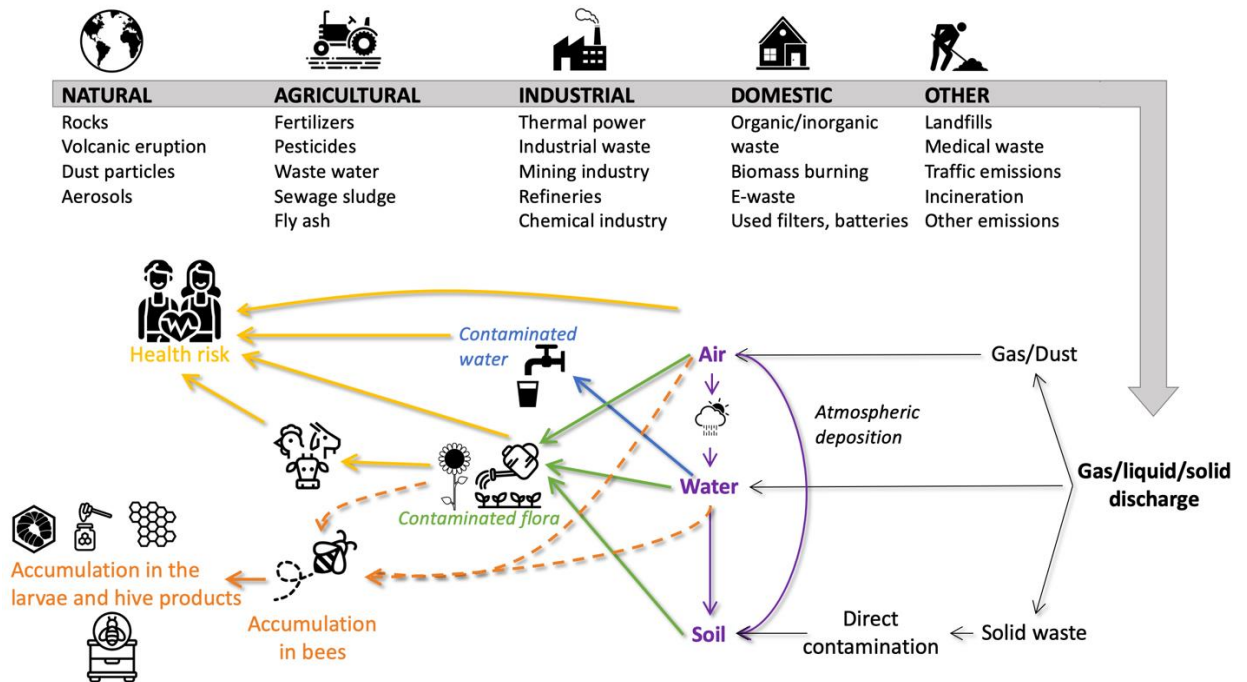 NATURAL
Rocks
Volcanic eruption
Dust particles
Aerosols
AGRICULTURAL
Fertilizers
Pesticides
Waste water
Sewage sludge
Fly ash
INDUSTRIAL
Thermal power
Industrial waste
Mining industry
Refineries
Chemical industry
DOMESTIC
Organic/inorganic
waste
Biomass burning
E-waste
Used filters, batteries
OTHER
Landfills
Medical waste
Traffic emissions
Incineration
Other emissions
Health risk
Contaminated
water
Air
Gas/Dust
Atmospheric
deposition
Water
Gas/liquid/solid
discharge
Contaminated flora
Accumulation in the
larvae and hive products
Accumulation
in bees
Soil
Direct
contamination
Solid waste